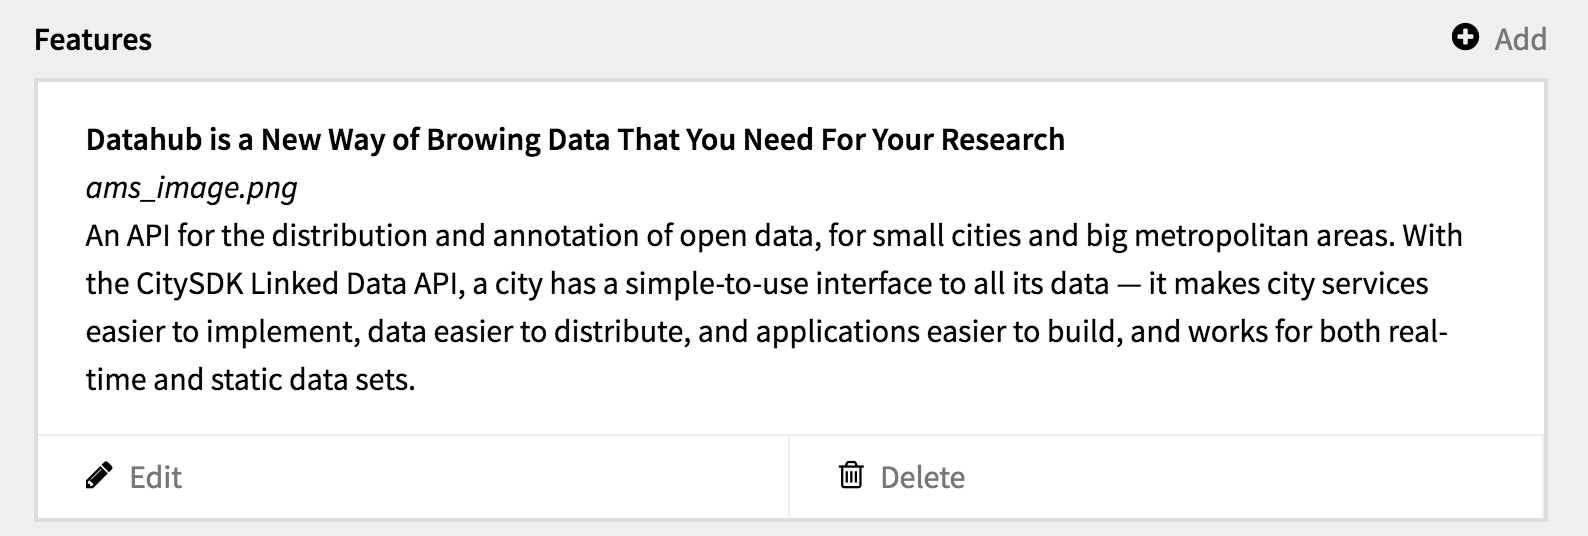 Features
Add
Datahub is a New Way of Browing Data That You Need For Your Research
ams_image.png
An API for the distribution and annotation of open data, for small cities and big metropolitan areas. With
the CitySDK Linked Data API, a city has a simple-to-use interface to all its data — it makes city services
easier to implement, data easier to distribute, and applications easier to build, and works for both real-
time and static data sets.
Edit
Delete